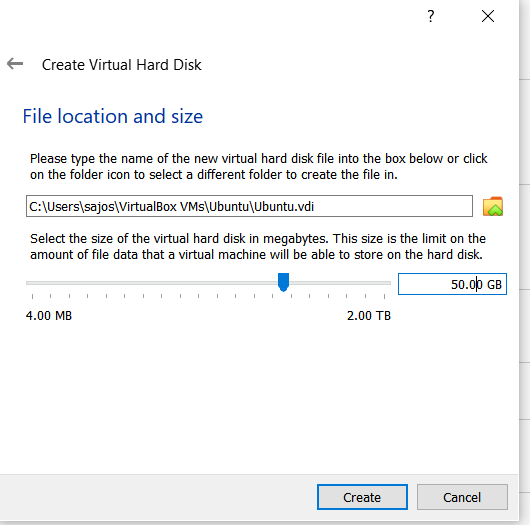 ?
Create Virtual Hard Disk
File location and size
Please type the name of the new virtual hard disk file into the box below or click
on the folder icon to select a different folder to create the file in.
C:\Users\sajos\VirtualBox VMs\Ubuntu\Ubuntu.vdi
Select the size of the virtual hard disk in megabytes. This size is the limit on the
amount of file data that a virtual machine will be able to store on the hard disk.
50.00 GB
4.00 MB 2.00 TB
Create Cancel